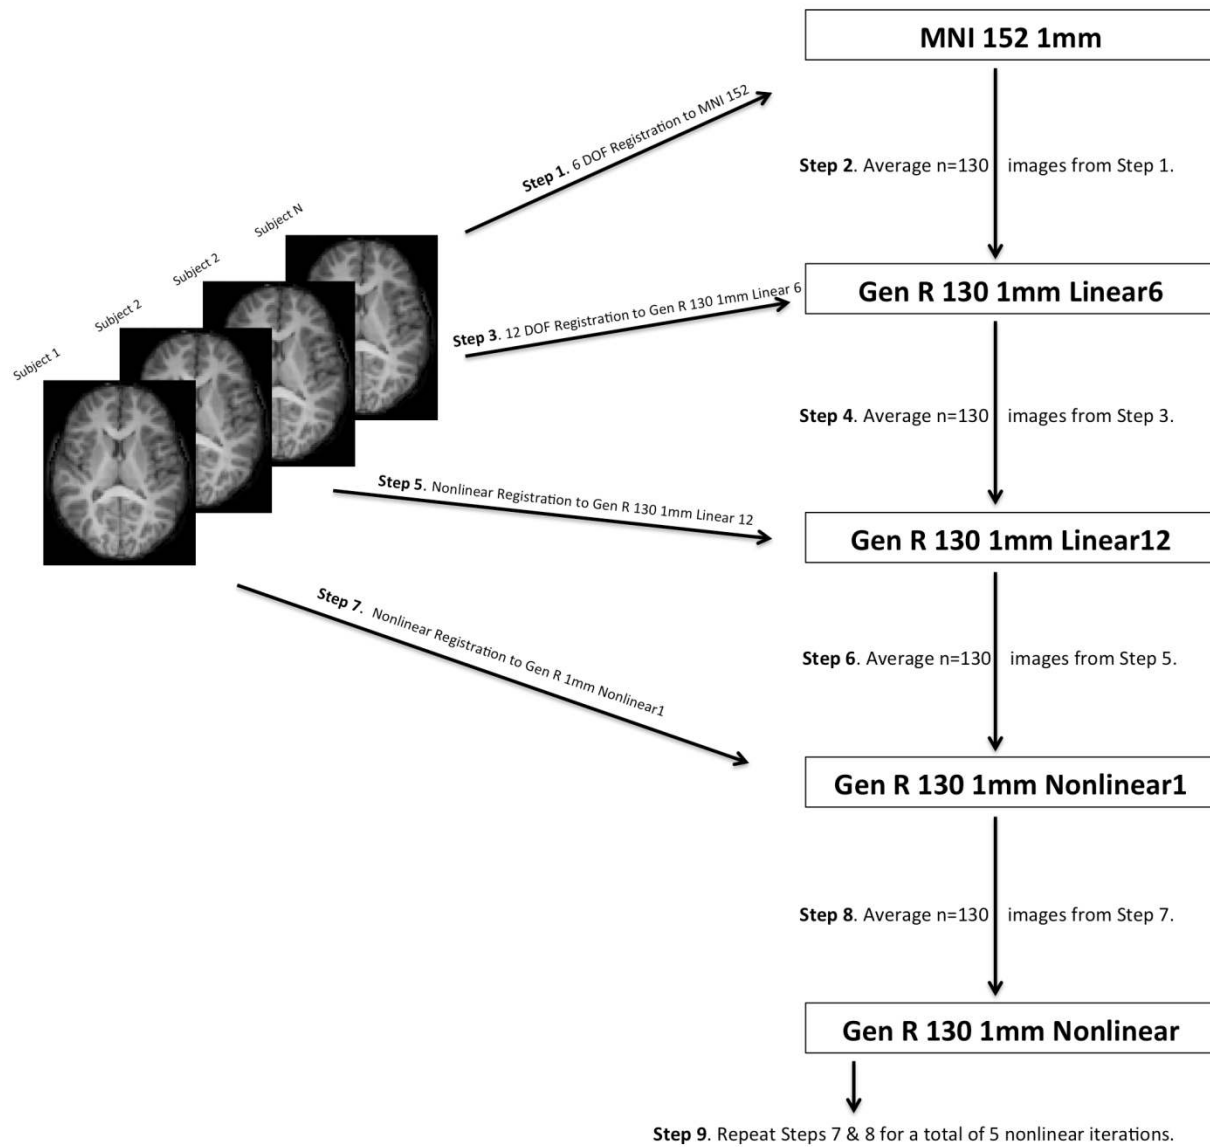 MNI 152 1mm
Step 1. 6 DOF Registration to MNI 152
Step 2. Average n=130 images from Step 1.
Subject N
Subject 2
Subject 2
Subject 1
Gen R 130 1mm Linear6
Step 3. 12 DOF Registration to Gen R 130 1mm Linear 6
Step 4. Average n=130 images from Step 3.
Step 5. Nonlinear Registration to Gen R 130 1mm Linear 12
Gen R 130 1mm Linear12
Step 7. Nonlinear Registration to Gen R 1mm Nonlinear1
Step 6. Average n=130 images from Step 5.
Gen R 130 1mm Nonlinear1
Step 8. Average n=130 images from Step 7.
Gen R 130 1mm Nonlinear
Step 9. Repeat Steps 7 & 8 for a total of 5 nonlinear iterations.